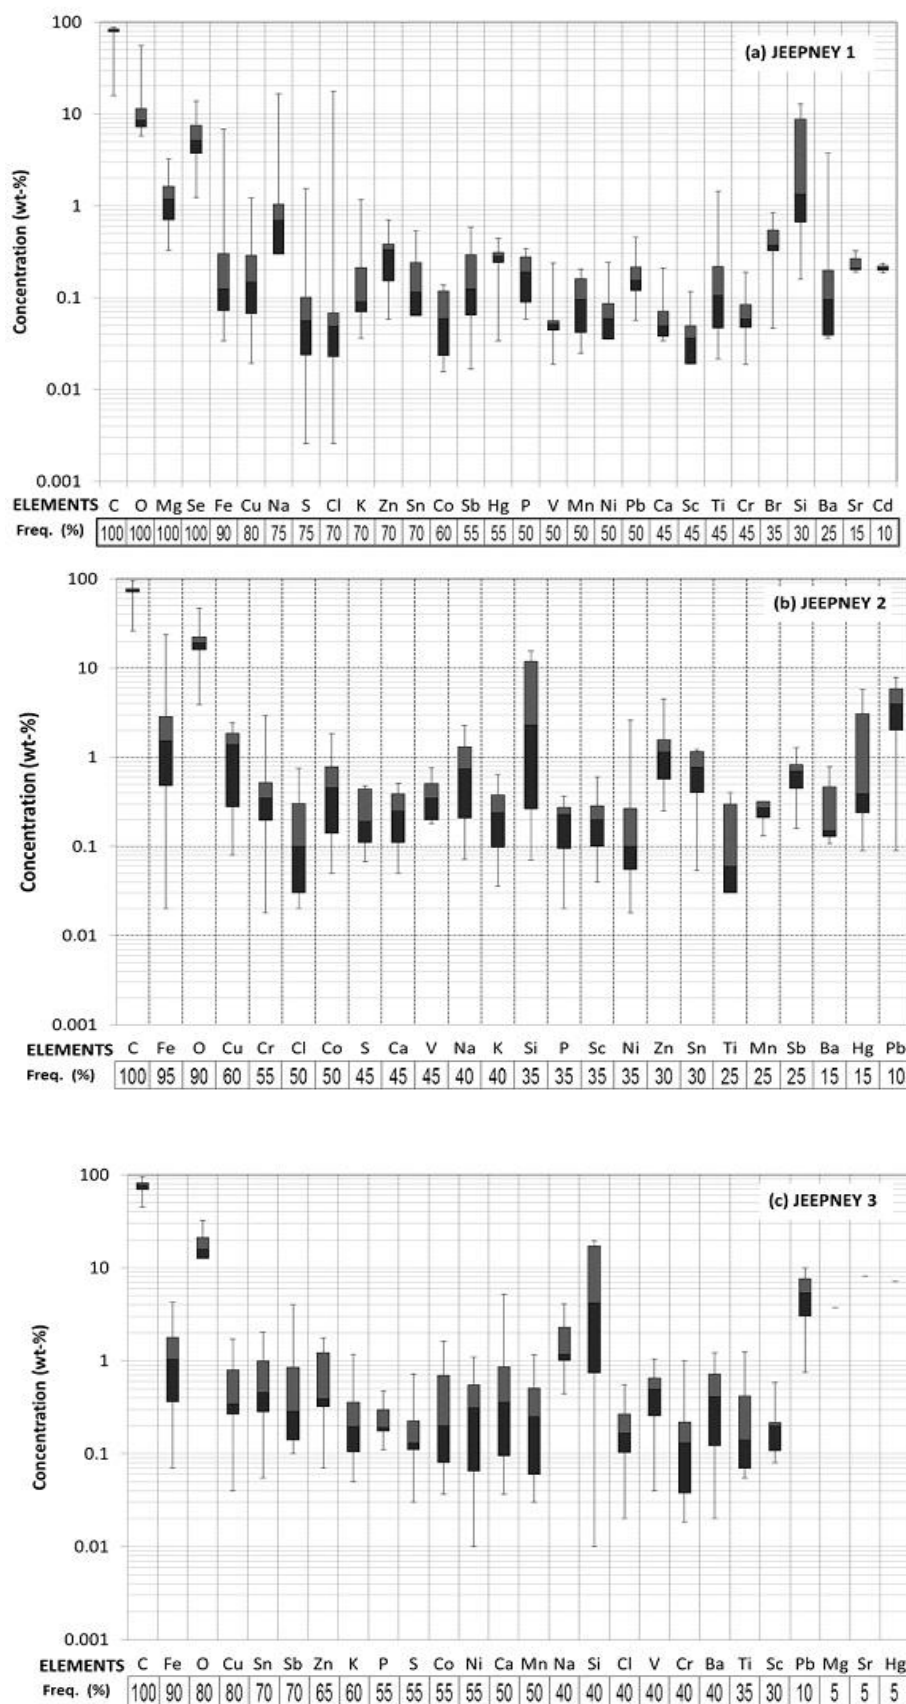 (a) JEEPNEY 1
Concentration (wt-%)
100
10
1
0.1
0.01
0.001
ELEMENTS C O Mg Se Fe Cu Na S Cl K Zn Sn Co Sb Hg P V Mn Ni Pb Ca Sc Ti Cr Br Si Ba Sr Cd
Freq. (%) 100 100 100 100 90 80 75 75 70 70 70 70 60 55 55 50 50 50 50 50 45 45 45 45 35 30 25 15 10
(b) JEEPNEY 2
Concentration (wt-%)
100
10
1
0.1
0.01
0.001
ELEMENTS C Fe O Cu Cr Cl Co S Ca V Na K Si P Sc Ni Zn Sn Ti Mn Sb Ba Hg Pb
Freq. (%) 100 95 90 60 55 50 50 45 45 45 40 40 35 35 35 35 30 30 25 25 25 15 15 10
(c) JEEPNEY 3
Concentration (wt-%)
100
10
1
0.1
0.01
0.001
ELEMENTS C Fe O Cu Sn Sb Zn K P S Co Ni Ca Mn Na Si Cl V Cr Ba Ti Sc Pb Mg Sr Hg
Freq. (%) 100 90 80 80 70 70 65 60 55 55 55 55 50 50 40 40 40 40 40 40 35 30 10 5 5 5